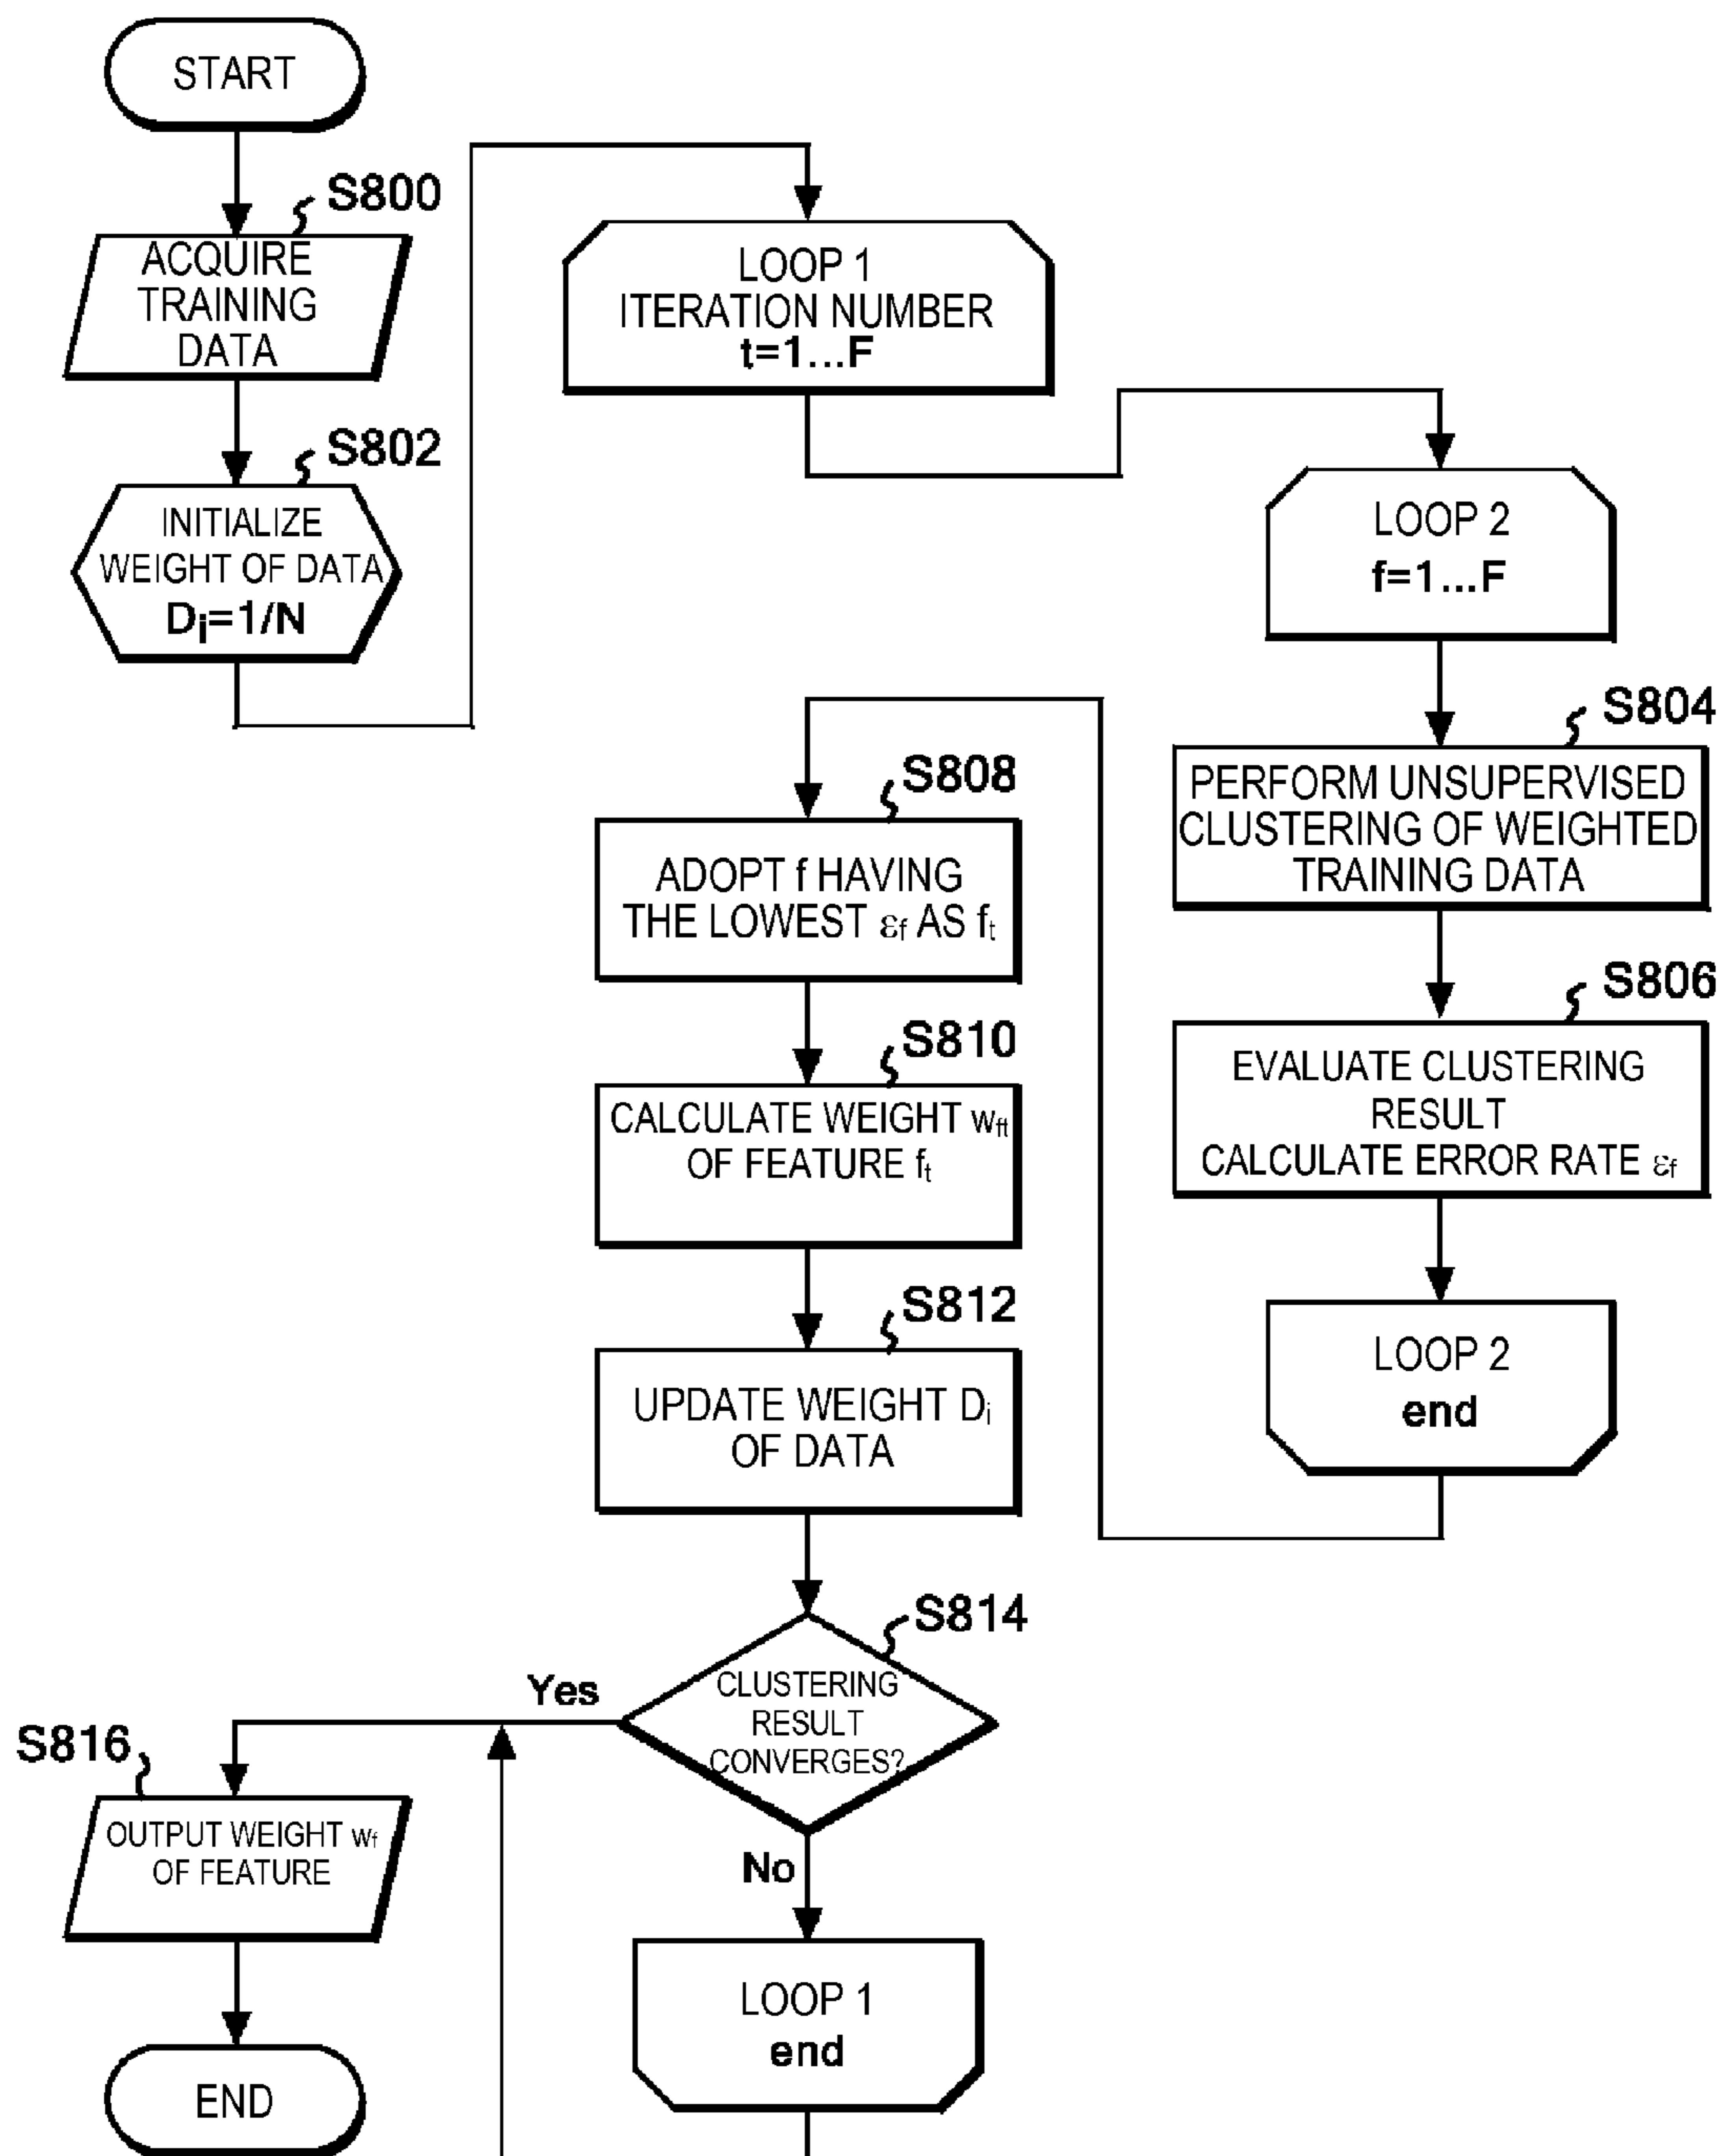 START
S800
ACQUIRE
TRAINING
DATA
S802
INITIALIZE
WEIGHT OF DATA
Di=1/N
LOOP 1
ITERATION NUMBER
t=1...F
LOOP 2
f=1...F
S804
PERFORM UNSUPERVISED
CLUSTERING OF WEIGHTED
TRAINING DATA
S806
EVALUATE CLUSTERING
RESULT
CALCULATE ERROR RATE εf
LOOP 2
end
S808
ADOPT f HAVING
THE LOWEST εf AS ft
S810
CALCULATE WEIGHT wft
OF FEATURE ft
S812
UPDATE WEIGHT Di
OF DATA
S814
CLUSTERING
RESULT
CONVERGES?
Yes
No
S816
OUTPUT WEIGHT wf
OF FEATURE
END
LOOP 1
end